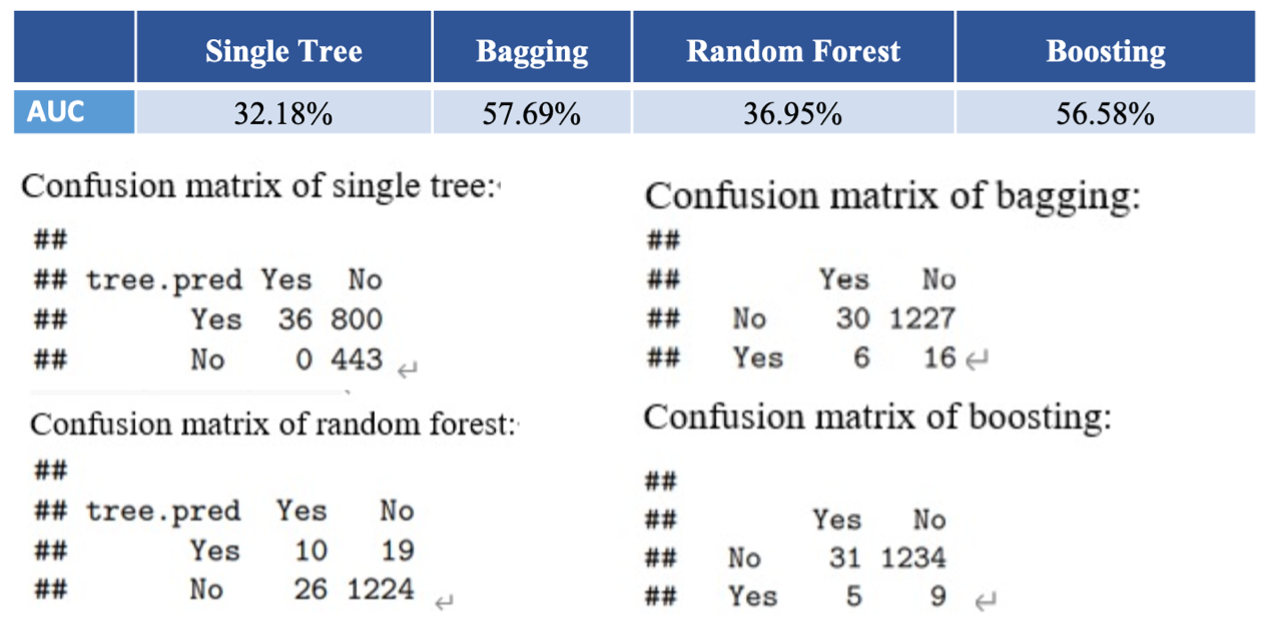 Single Tree Bagging Random Forest Boosting
AUC 32.18% 57.69% 36.95% 56.58%
Confusion matrix of single tree:
##
## tree.pred Yes No
## Yes 36 800
## No 0 443 ↵
Confusion matrix of bagging:
##
## Yes No
## No 30 1227
## Yes 6 16 ↵
Confusion matrix of random forest:
##
## tree.pred Yes No
## Yes 10 19
## No 26 1224 ↵
Confusion matrix of boosting:
##
## Yes No
## No 31 1234
## Yes 5 9 ↵